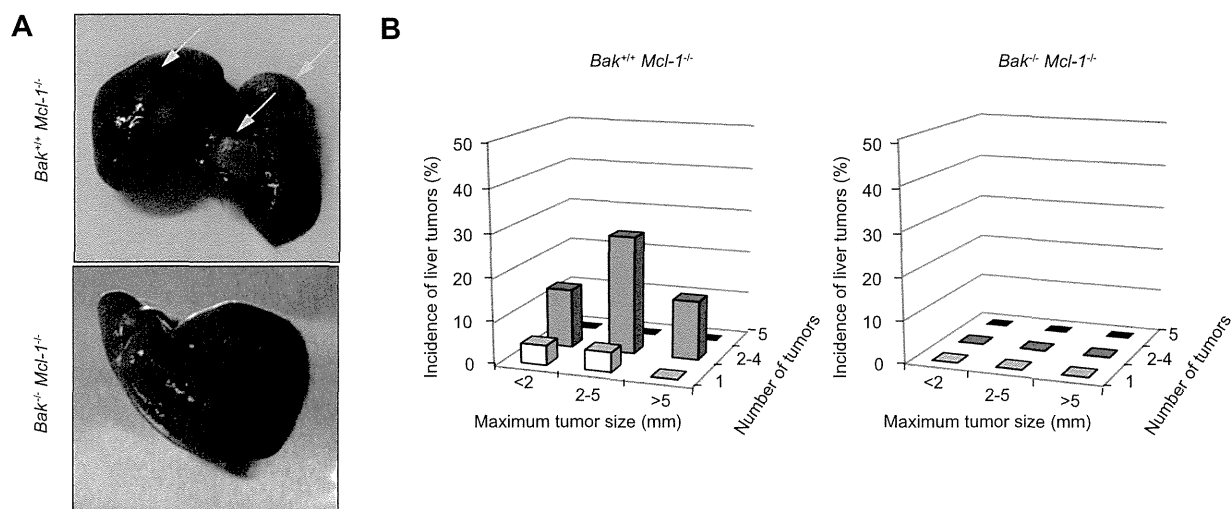 A
Bak+/+ Mcl-1-/-
Bak-/- Mcl-1-/-
B
Bak+/+ Mcl-1-/-
Incidence of liver tumors (%)
50
40
30
20
10
0
<2
2-5
>5
Maximum tumor size (mm)
1
2-4
5
Number of tumors
Bak-/- Mcl-1-/-
Incidence of liver tumors (%)
50
40
30
20
10
0
<2
2-5
>5
Maximum tumor size (mm)
1
2-4
5
Number of tumors